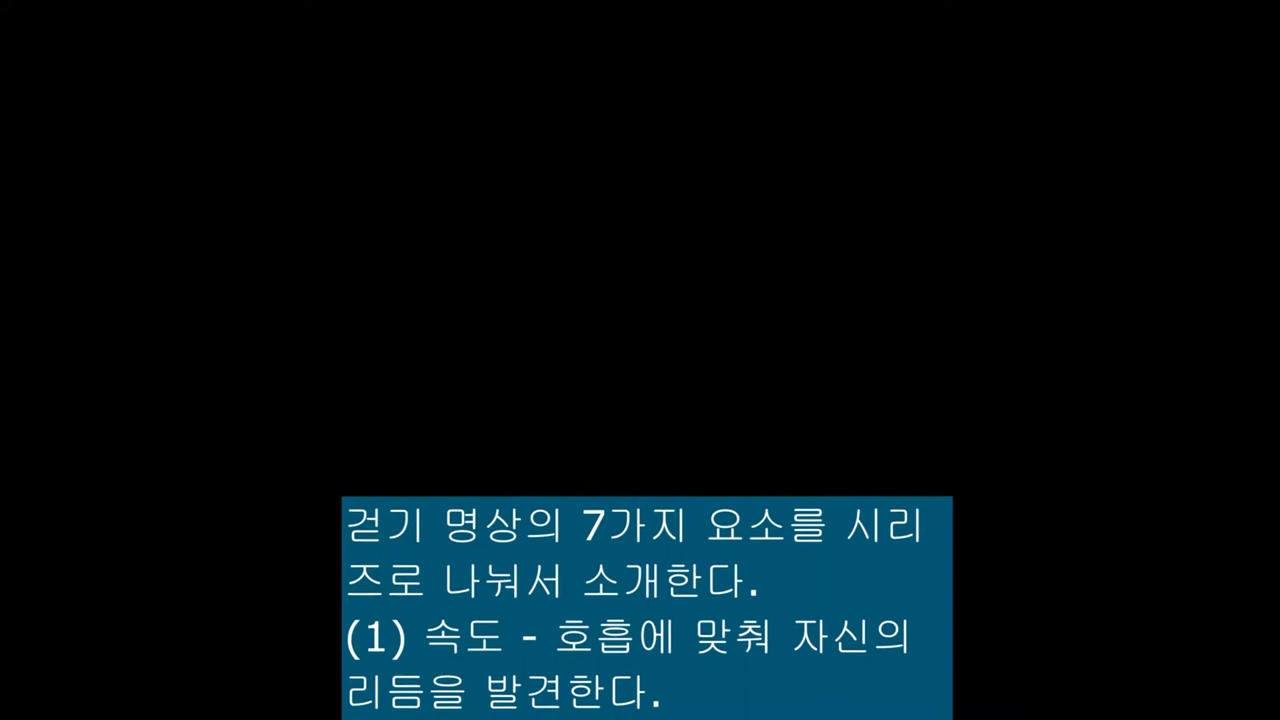 걷기 명상의 7가지 요소를 시리
즈로 나눠서 소개한다.
(1) 속도 - 호흡에 맞춰 자신의
리듬을 발견한다.